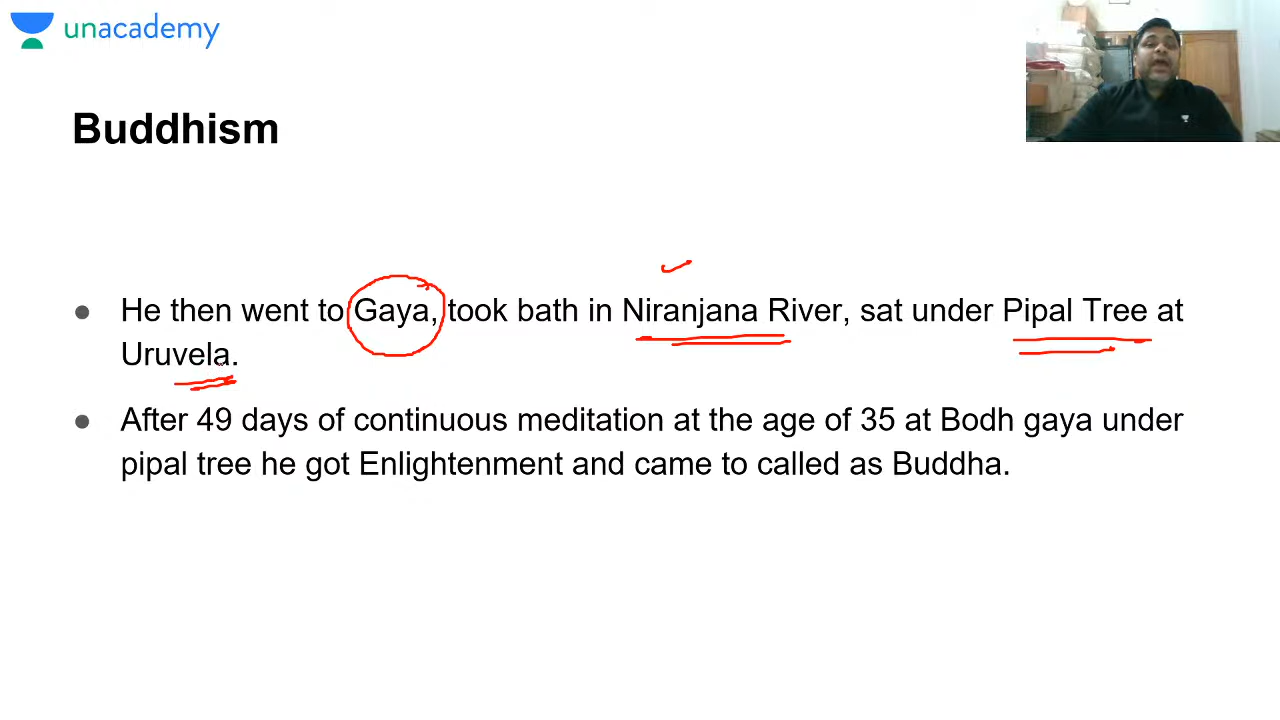 unacademy
Buddhism
● He then went to Gaya, took bath in Niranjana River, sat under Pipal Tree at
Uruvela.
● After 49 days of continuous meditation at the age of 35 at Bodh gaya under
pipal tree he got Enlightenment and came to called as Buddha.